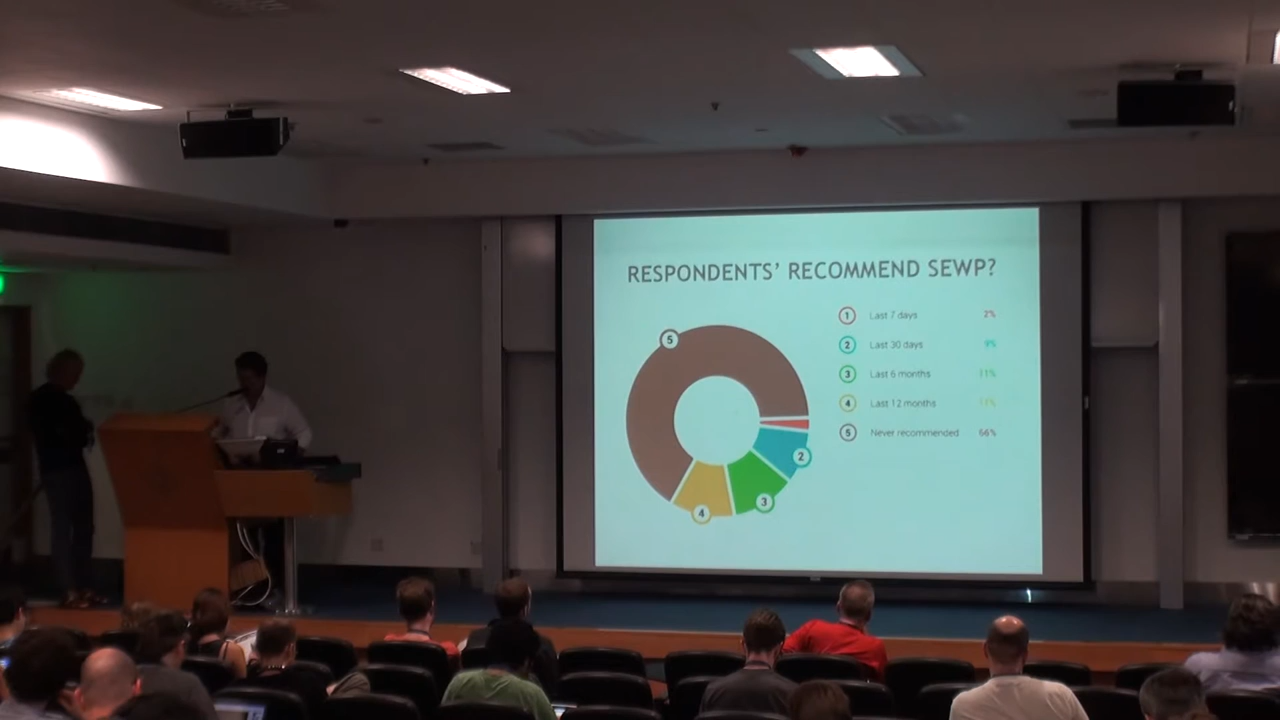 RESPONDENTS' RECOMMEND SEWP?
1 Last 7 days 2%
2 Last 30 days 9%
3 Last 6 months 11%
4 Last 12 months 11%
5 Never recommended 66%
5
2
3
4